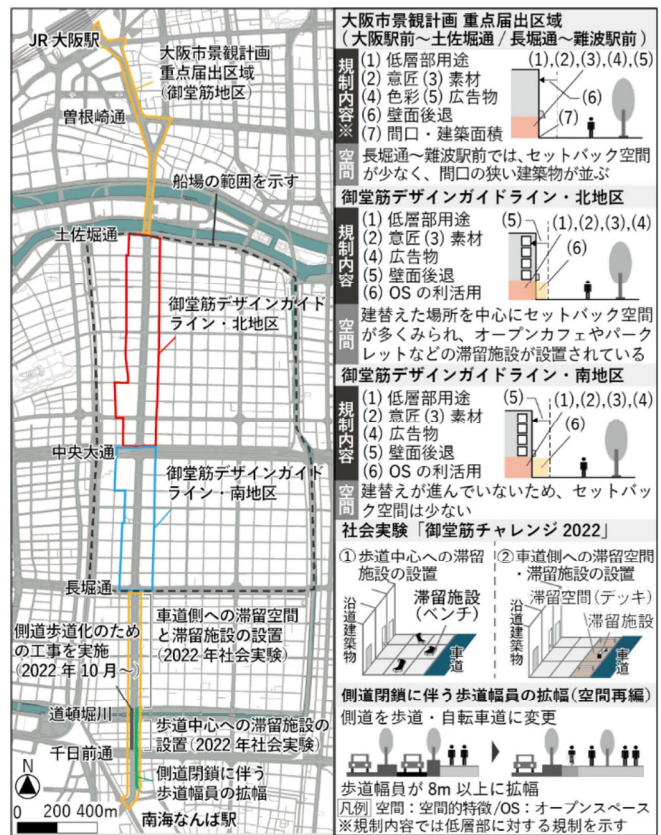 JR 大阪駅
大阪市景観計画
重点届出区域
(御堂筋地区)
曽根崎通
船場の範囲を示す
土佐堀通
御堂筋デザインガイド
ライン・北地区
中央大通
御堂筋デザインガイド
ライン・南地区
長堀通
側道歩道化のため
の工事を実施
(2022年10月～)
車道側への滞留空間
と滞留施設の設置
(2022年社会実験)
道頓堀川
歩道中心への滞留施設の
設置(2022年社会実験)
千日前通
側道閉鎖に伴う
歩道幅員の拡幅
N
0 200 400m
南海なんば駅
大阪市景観計画 重点届出区域
(大阪駅前～土佐堀通/長堀通～難波駅前)
規制内容※
(1) 低層部用途
(2) 意匠(3) 素材
(4) 色彩(5) 広告物
(6) 壁面後退
(7) 間口・建築面積
(1),(2),(3),(4),(5)
(6)
(7)
空間
長堀通～難波駅前では、セットバック空間
が少なく、間口の狭い建築物が並ぶ
御堂筋デザインガイドライン・北地区
規制内容
(1) 低層部用途
(2) 意匠(3) 素材
(4) 広告物
(5) 壁面後退
(6) OSの利活用
(5)
(1),(2),(3),(4)
(6)
空間
建替えた場所を中心にセットバック空間
が多くみられ、オープンカフェやパーク
レットなどの滞留施設が設置されている
御堂筋デザインガイドライン・南地区
規制内容
(1) 低層部用途
(2) 意匠(3) 素材
(4) 広告物
(5) 壁面後退
(6) OSの利活用
(5)
(1),(2),(3),(4)
(6)
空間
建替えが進んでいないため、セットバッ
ク空間は少ない
社会実験「御堂筋チャレンジ2022」
①歩道中心への滞留
施設の設置
滞留施設
(ベンチ)
沿道建築物
車道
②車道側への滞留空間
・滞留施設の設置
滞留空間(デッキ)
滞留施設
沿道建築物
車道
側道閉鎖に伴う歩道幅員の拡幅(空間再編)
側道を歩道・自転車道に変更
歩道幅員が8m以上に拡幅
凡例 空間：空間的特徴/OS：オープンスペース
※規制内容では低層部に対する規制を示す